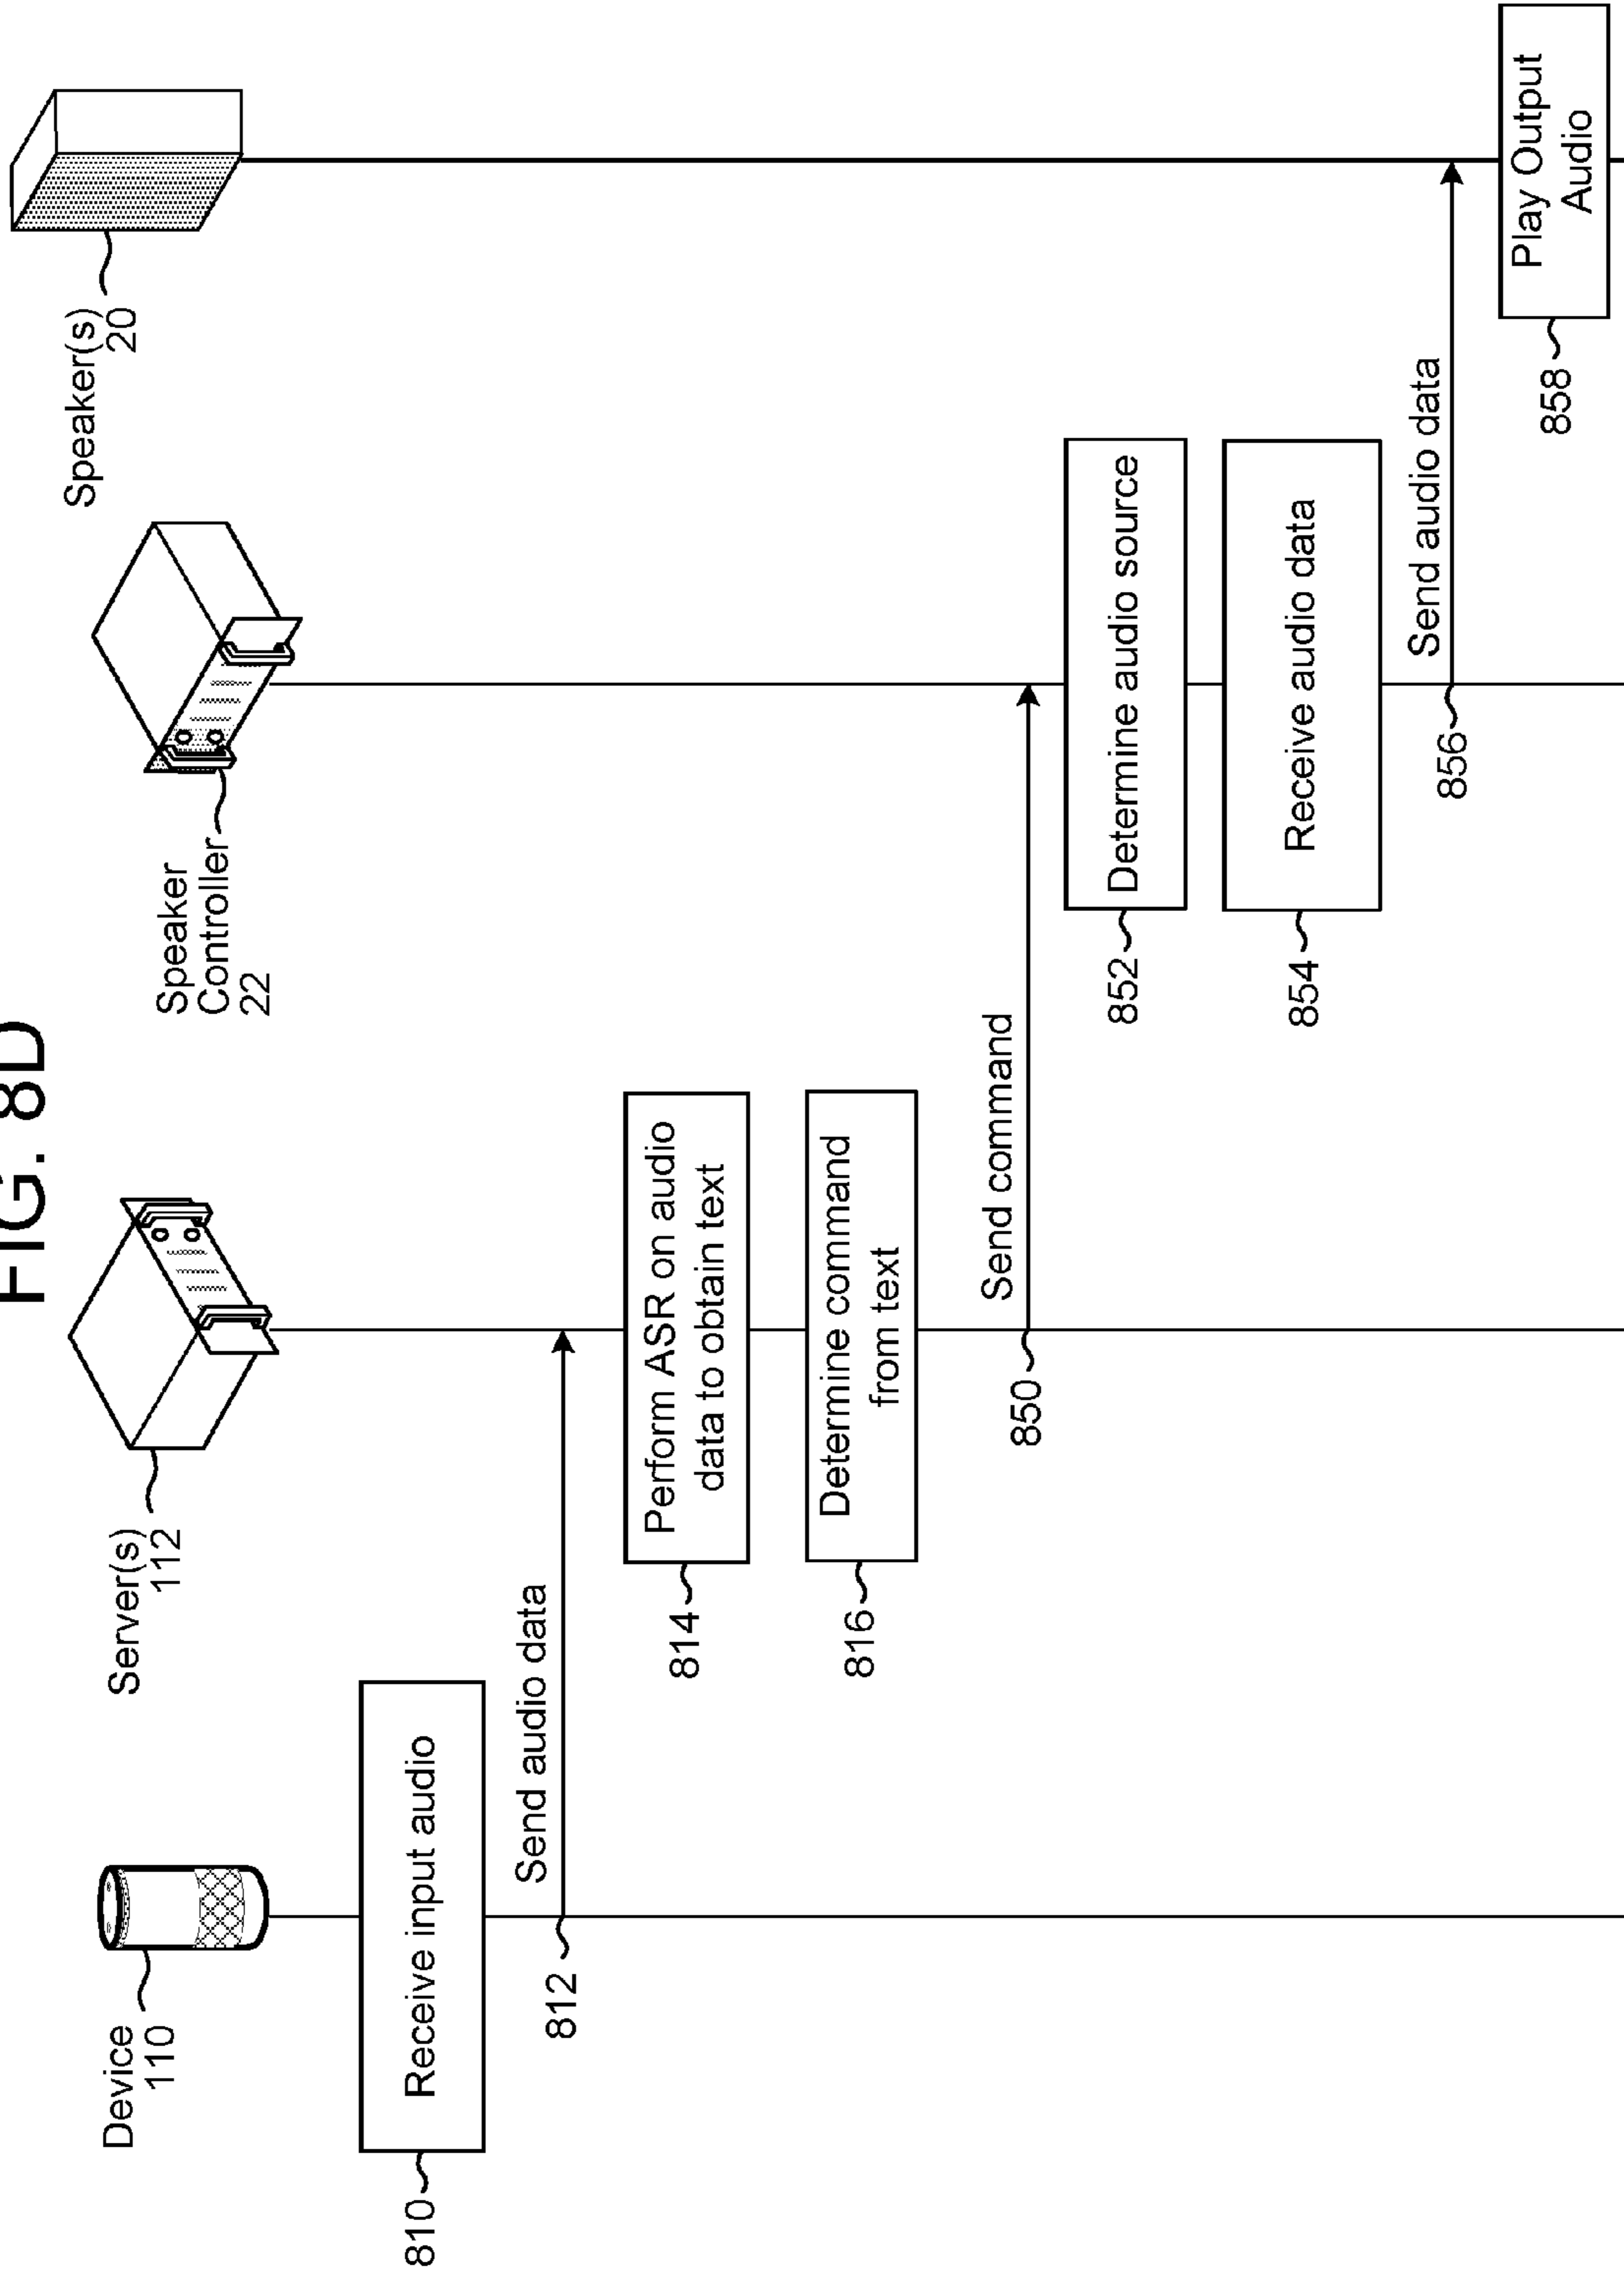 FIG. 8D
Device
110
Server(s)
112
Speaker
Controller
22
Speaker(s)
20
810
Receive input audio
812
Send audio data
814
Perform ASR on audio
data to obtain text
816
Determine command
from text
850
Send command
852
Determine audio source
854
Receive audio data
856
Send audio data
858
Play Output
Audio